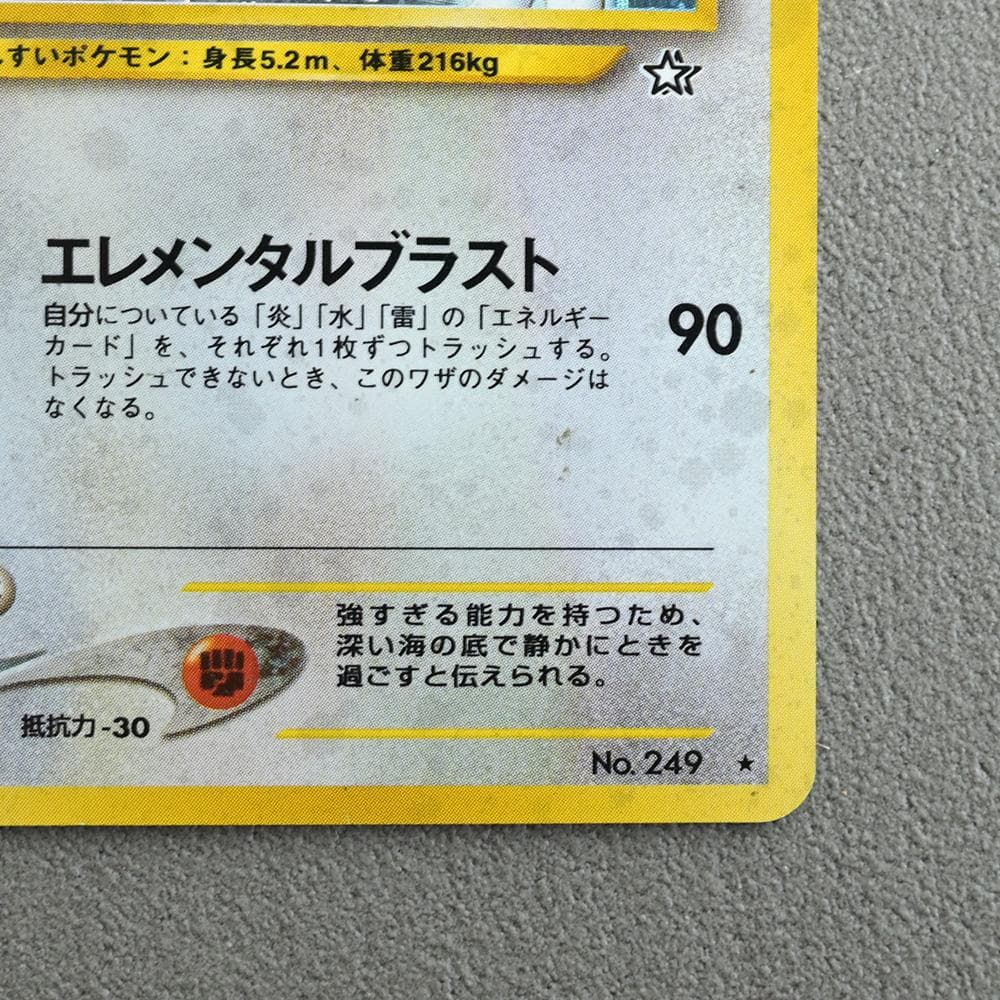 すいポケモン：身長5.2m、体重216kg
エレメンタルブラスト
自分についている「炎」「水」「雷」の「エネルギー
カード」を、それぞれ1枚ずつトラッシュする。
トラッシュできないとき、このワザのダメージは
なくなる。
90
強すぎる能力を持つため、
深い海の底で静かにときを
過ごすと伝えられる。
抵抗力-30
No. 249 ★